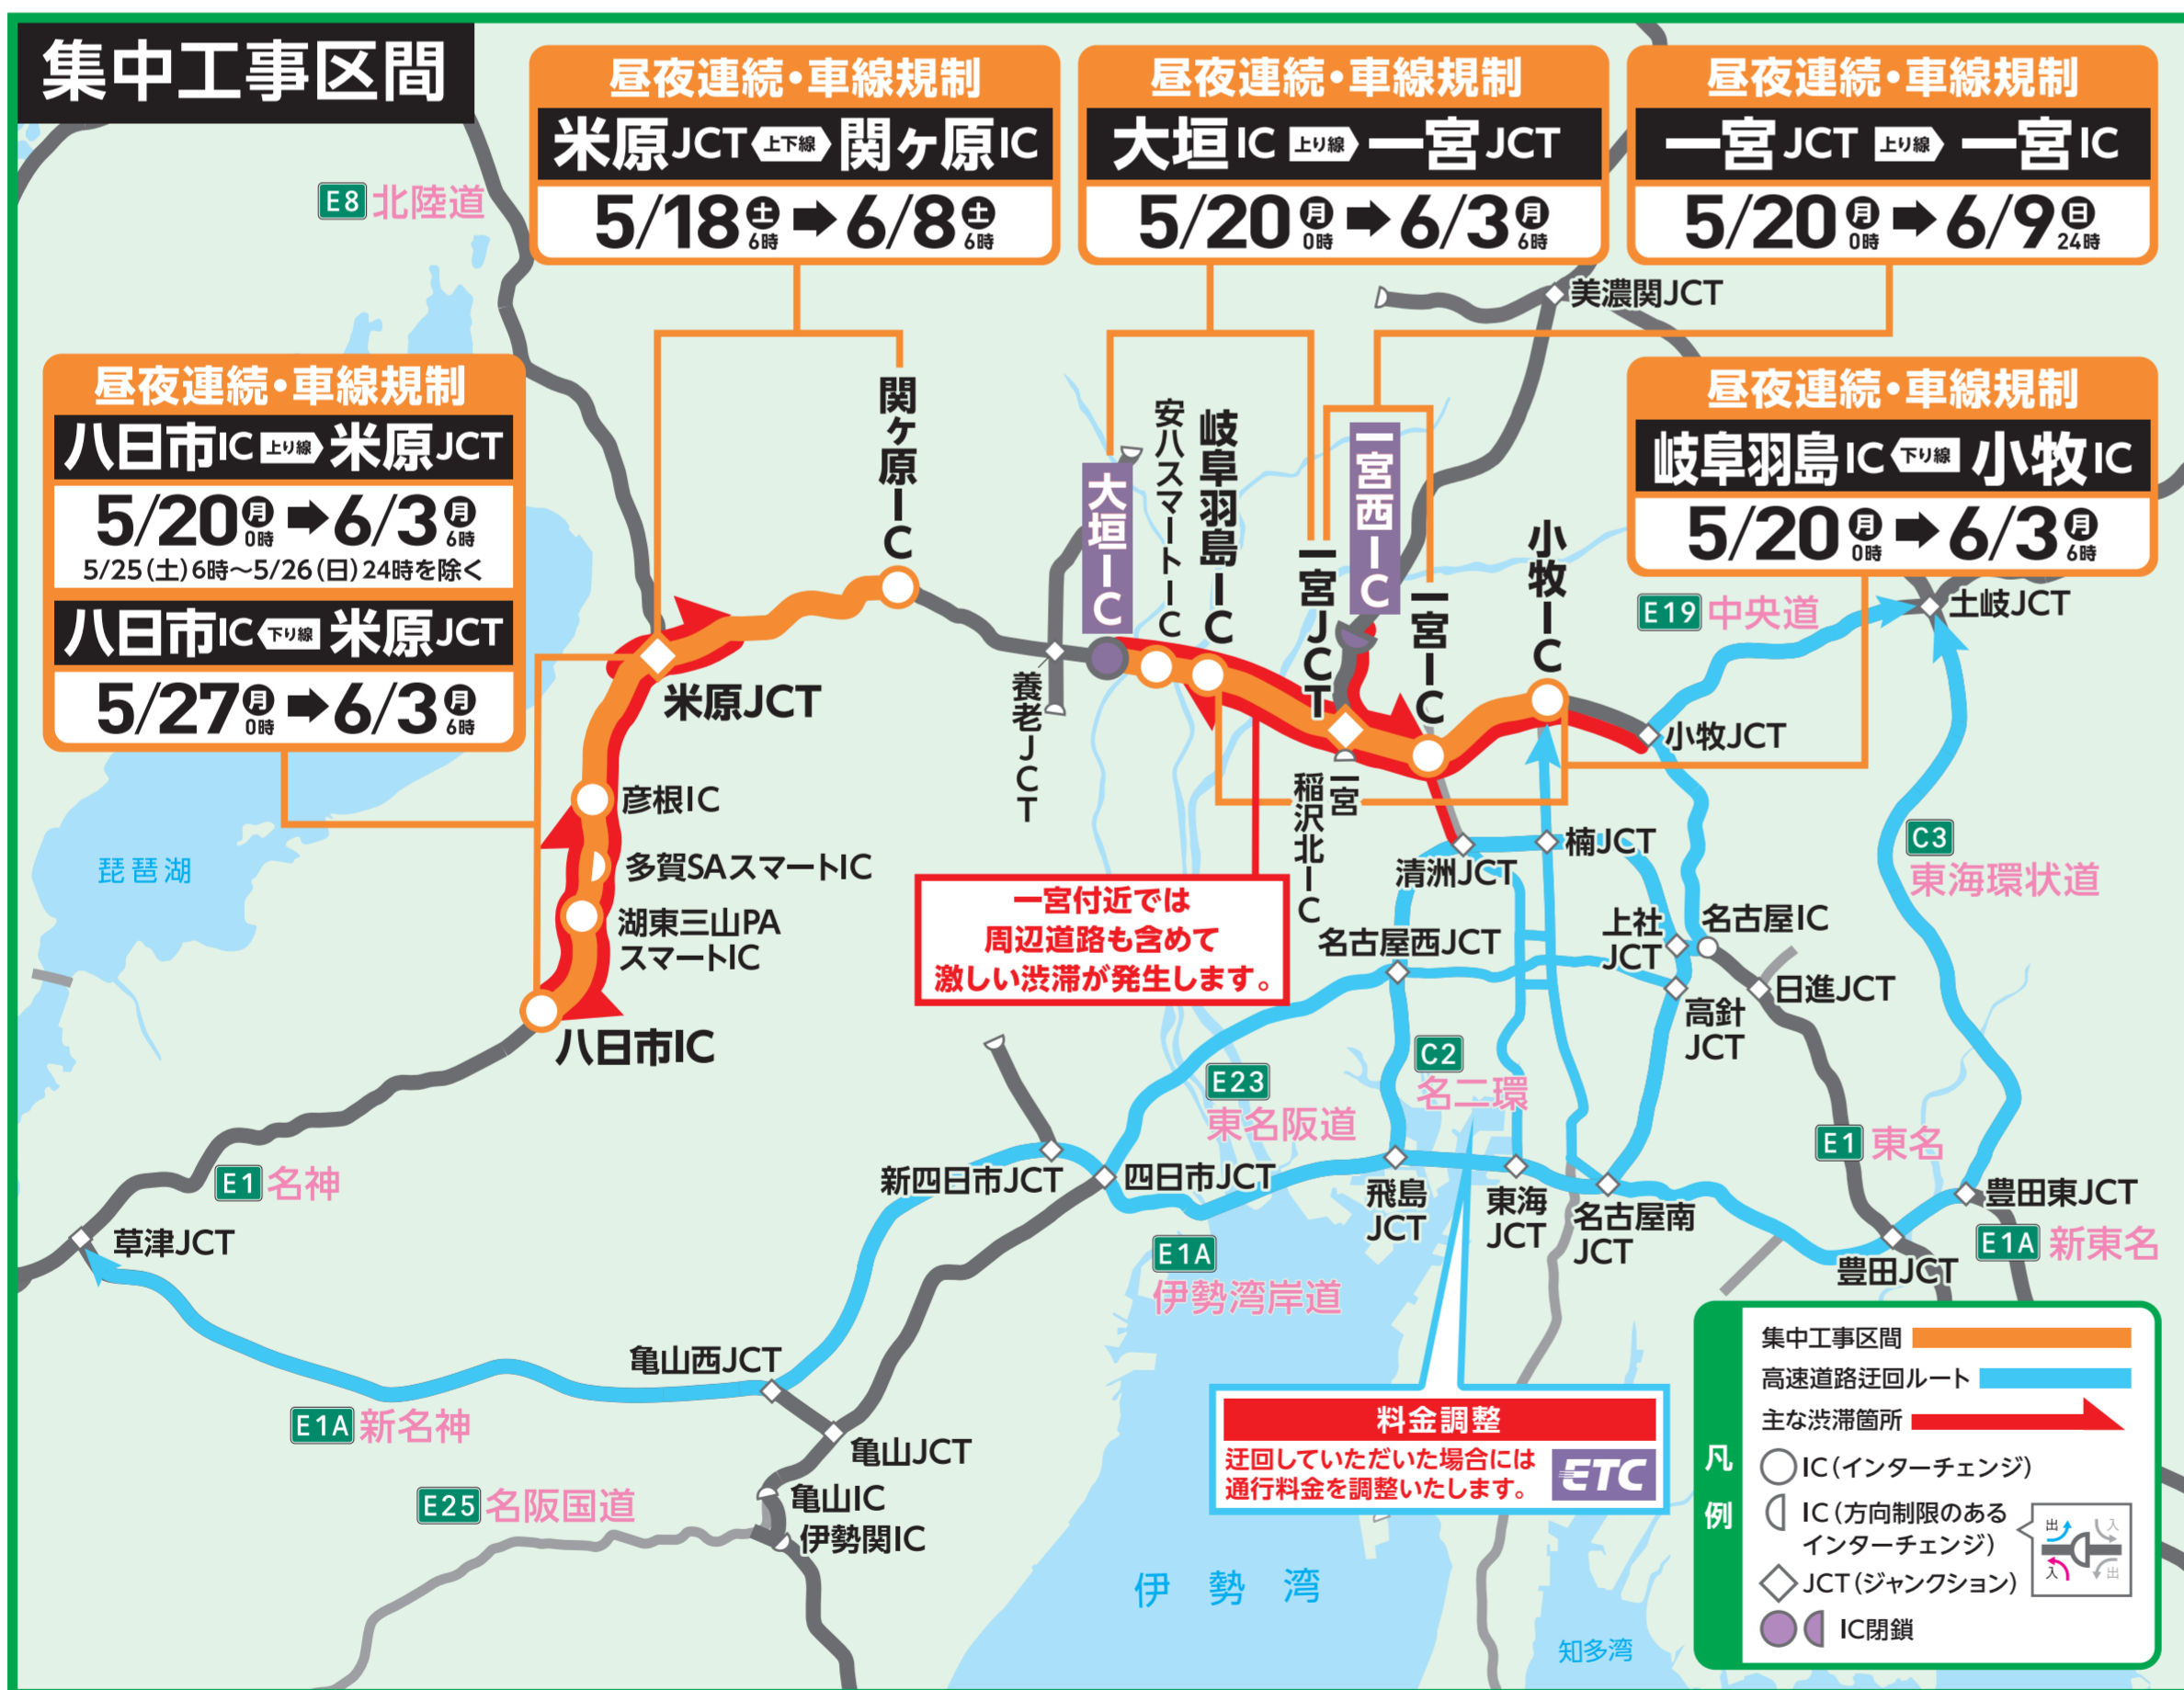 集中工事区間
昼夜連続・車線規制
米原JCT 上下線 関ヶ原IC
5/18土6時➡6/8土6時
昼夜連続・車線規制
大垣IC 上り線 一宮JCT
5/20月0時➡6/3月6時
昼夜連続・車線規制
一宮JCT 上り線 一宮IC
5/20月0時➡6/9日24時
昼夜連続・車線規制
八日市IC 上り線 米原JCT
5/20月0時➡6/3月6時
5/25(土)6時～5/26(日)24時を除く
八日市IC 下り線 米原JCT
5/27月0時➡6/3月6時
昼夜連続・車線規制
岐阜羽島IC 下り線 小牧IC
5/20月0時➡6/3月6時
E8 北陸道
美濃関JCT
関ヶ原IC
大垣IC
安八スマートIC
岐阜羽島IC
一宮JCT
一宮西IC
一宮IC
小牧IC
E19 中央道
土岐JCT
米原JCT
養老JCT
小牧JCT
彦根IC
多賀SAスマートIC
湖東三山PA
スマートIC
八日市IC
琵琶湖
一宮
稲沢北IC
一宮付近では
周辺道路も含めて
激しい渋滞が発生します。
清洲JCT
楠JCT
C3
東海環状道
名古屋西JCT
上社
JCT
名古屋IC
日進JCT
高針
JCT
C2
名二環
E23
東名阪道
E1 名神
E1 東名
草津JCT
新四日市JCT
四日市JCT
飛島
JCT
東海
JCT
名古屋南
JCT
豊田東JCT
E1A 新東名
豊田JCT
E1A
伊勢湾岸道
亀山西JCT
E1A 新名神
亀山JCT
E25 名阪国道
亀山IC
伊勢関IC
伊勢湾
知多湾
料金調整
迂回していただいた場合には
通行料金を調整いたします。
ETC
凡例
集中工事区間
高速道路迂回ルート
主な渋滞箇所
IC(インターチェンジ)
IC(方向制限のある
インターチェンジ)
出 入
入 出
JCT(ジャンクション)
IC閉鎖